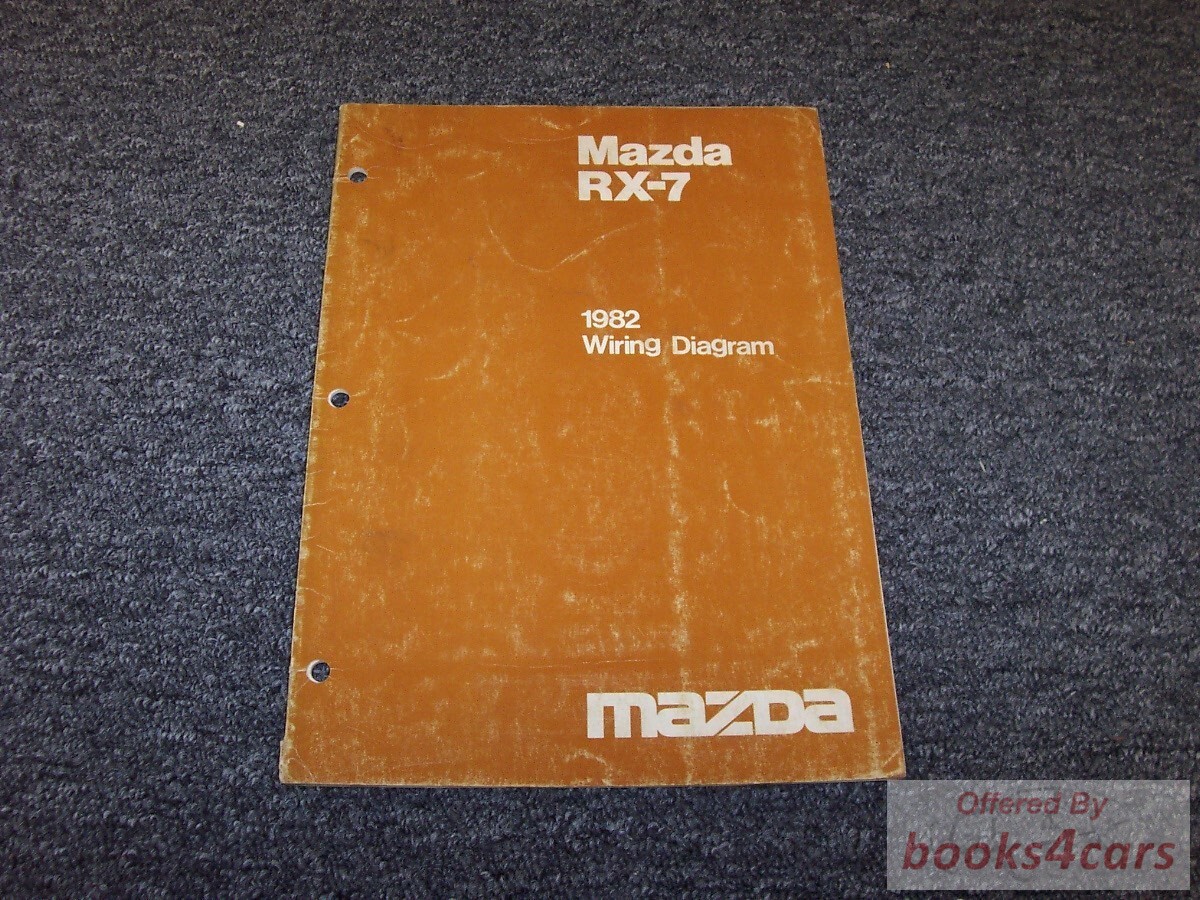 Mazda
RX-7
1982
Wiring Diagram
mazda
Offered By
books4cars